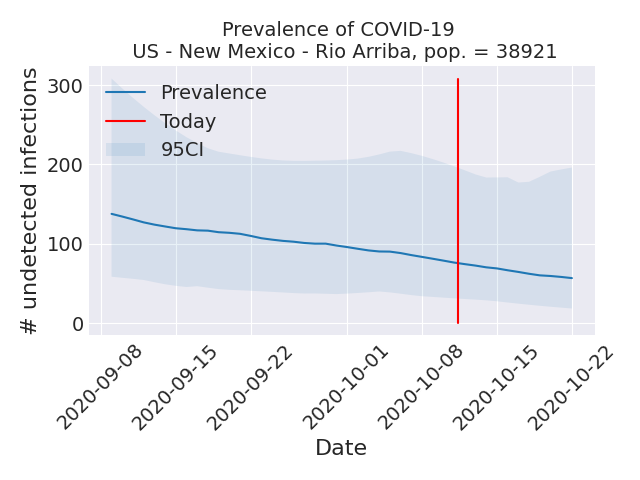 Prevalence of COVID-19
US - New Mexico - Rio Arriba, pop. = 38921
# undetected infections
300
200
100
0
Prevalence
Today
95CI
2020-09-08
2020-09-15
2020-09-22
2020-10-01
2020-10-08
2020-10-15
2020-10-22
Date